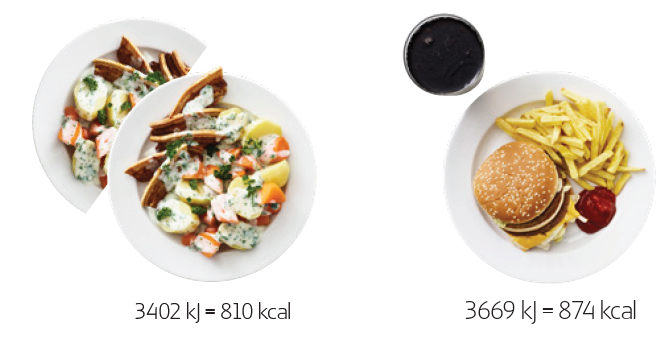 3402 kJ = 810 kcal
3669 kJ = 874 kcal